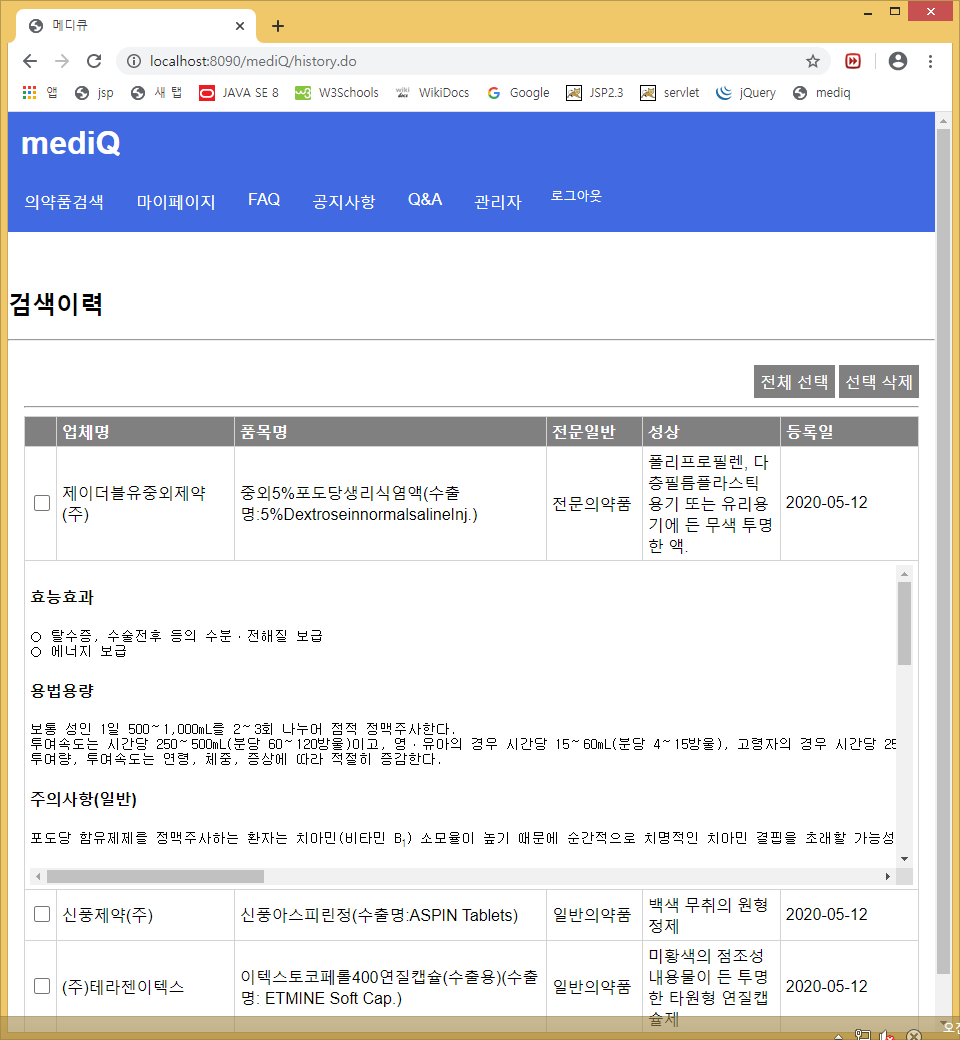 메디큐
localhost:8090/mediQ/history.do
앱 jsp 새 탭 JAVA SE 8 W3Schools WikiDocs Google JSP2.3 servlet jQuery mediq
mediQ
의약품검색 마이페이지 FAQ 공지사항 Q&A 관리자 로그아웃
검색이력
전체 선택 선택 삭제
업체명 품목명 전문일반 성상 등록일
제이더블유중외제약
(주)
중외5%포도당생리식염액(수출
명:5%DextroseinnormalsalineInj.)
전문의약품
폴리프로필렌, 다
층필름플라스틱
용기 또는 유리용
기에 든 무색 투명
한 액.
2020-05-12
효능효과
○ 탈수증, 수술전후 등의 수분·전해질 보급
○ 에너지 보급
용법용량
보통 성인 1일 500~1,000mL을 2~3회 나누어 점적 정맥주사한다.
투여속도는 시간당 250~500mL(분당 60~120방울)이고, 영·유아의 경우 시간당 15~60mL(분당 4~15방울), 고령자의 경우 시간당 25
투여량, 투여속도는 연령, 체중, 증상에 따라 적절히 증감한다.
주의사항(일반)
포도당 함유제제를 정맥주사하는 환자는 치아민(비타민 B₁) 소모율이 높기 때문에 순간적으로 치명적인 치아민 결핍을 초래할 가능성
신풍제약(주)
신풍아스피린정(수출명:ASPIN Tablets)
일반의약품
백색 무취의 원형
정제
2020-05-12
(주)테라젠이텍스
이텍스토코페롤400연질캡슐(수출용)(수출
명: ETMINE Soft Cap.)
일반의약품
미황색의 점조성
내용물이 든 투명
한 타원형 연질캡
슐제
2020-05-12
오전